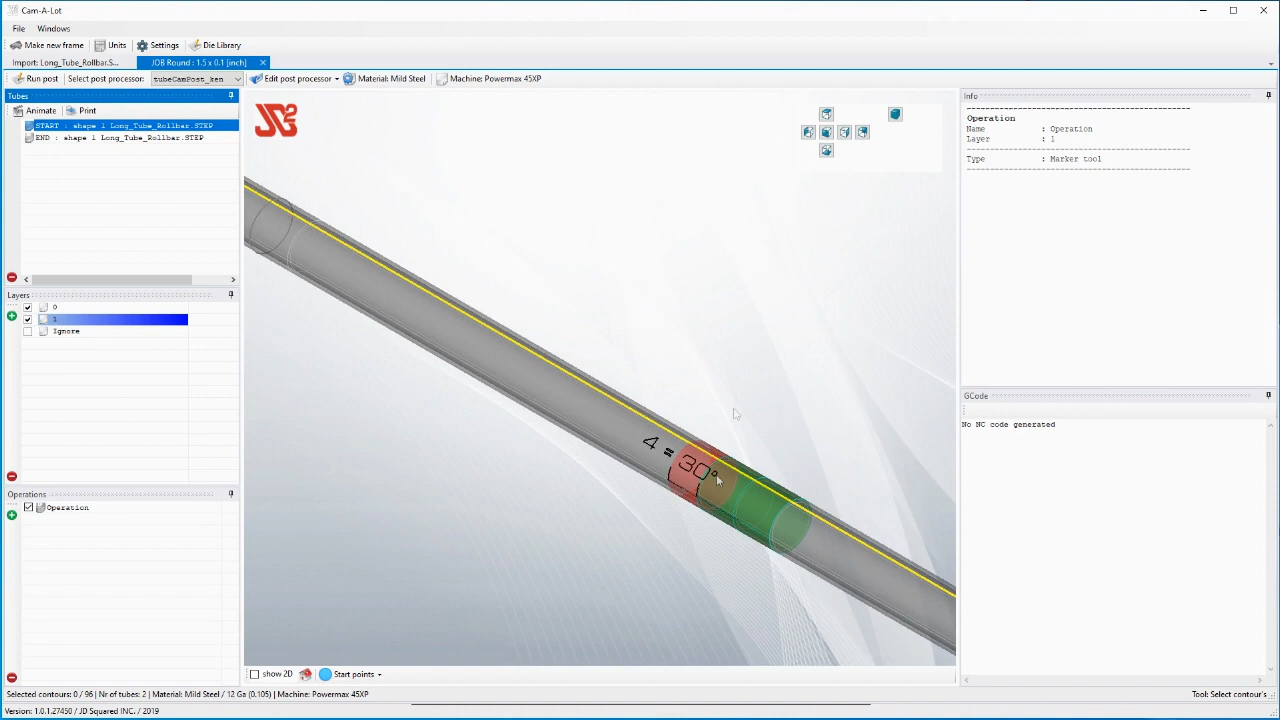 Cam-A-Lot
File Windows
Make new frame Units Settings Die Library
Import: Long_Tube_Rollbar.S... JOB Round : 1.5 x 0.1 [inch]
Run post Select post processor: tubeCamPost_ken Edit post processor Material: Mild Steel Machine: Powermax 45XP
Tubes
Animate Print
START : shape 1 Long_Tube_Rollbar.STEP
END : shape 1 Long_Tube_Rollbar.STEP
Layers
0
1
Ignore
Operations
Operation
4 = 30°
show 2D Start points
Info
Operation
Name : Operation
Layer : 1
Type : Marker tool
GCode
No NC code generated
Selected contours: 0 / 96 | Nr of tubes: 2 | Material: Mild Steel / 12 Ga (0.105) | Machine: Powermax 45XP Tool: Select contour's
Version: 1.0.1.27450 / JD Squared INC. / 2019